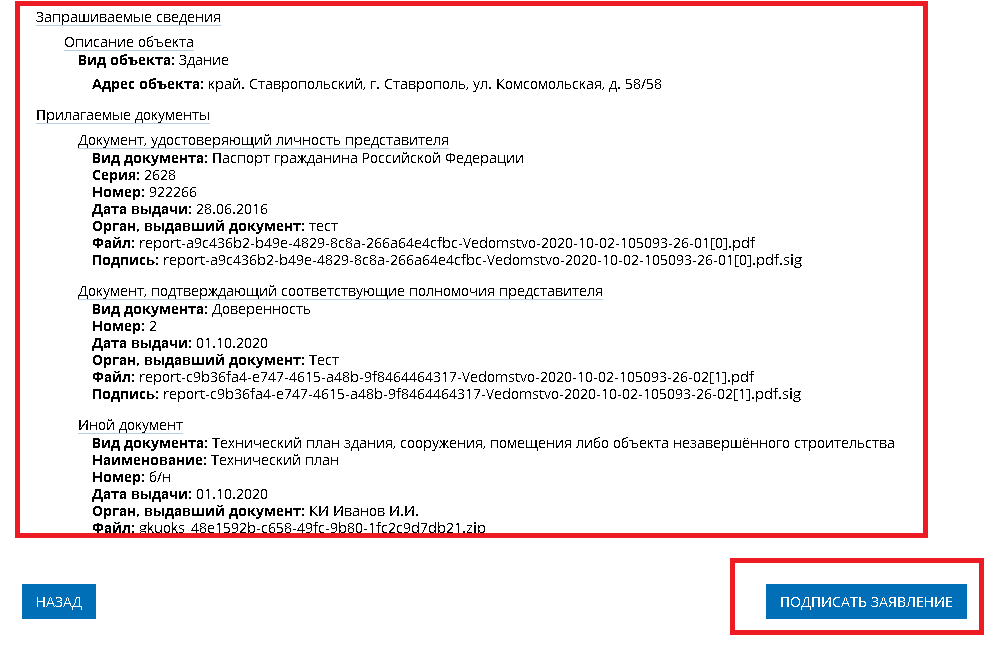 Запрашиваемые сведения
Описание объекта
Вид объекта: Здание
Адрес объекта: край. Ставропольский, г. Ставрополь, ул. Комсомольская, д. 58/58
Прилагаемые документы
Документ, удостоверяющий личность представителя
Вид документа: Паспорт гражданина Российской Федерации
Серия: 2628
Номер: 922266
Дата выдачи: 28.06.2016
Орган, выдавший документ: тест
Файл: report-a9c436b2-b49e-4829-8c8a-266a64e4cfbc-Vedomstvo-2020-10-02-105093-26-01[0].pdf
Подпись: report-a9c436b2-b49e-4829-8c8a-266a64e4cfbc-Vedomstvo-2020-10-02-105093-26-01[0].pdf.sig
Документ, подтверждающий соответствующие полномочия представителя
Вид документа: Доверенность
Номер: 2
Дата выдачи: 01.10.2020
Орган, выдавший документ: Тест
Файл: report-c9b36fa4-e747-4615-a48b-9f8464464317-Vedomstvo-2020-10-02-105093-26-02[1].pdf
Подпись: report-c9b36fa4-e747-4615-a48b-9f8464464317-Vedomstvo-2020-10-02-105093-26-02[1].pdf.sig
Иной документ
Вид документа: Технический план здания, сооружения, помещения либо объекта незавершённого строительства
Наименование: Технический план
Номер: б/н
Дата выдачи: 01.10.2020
Орган, выдавший документ: КИ Иванов И.И.
Файл: gkuoks_48e1592b-c658-49fc-9b80-1fc2c9d7db21.zip
НАЗАД
ПОДПИСАТЬ ЗАЯВЛЕНИЕ